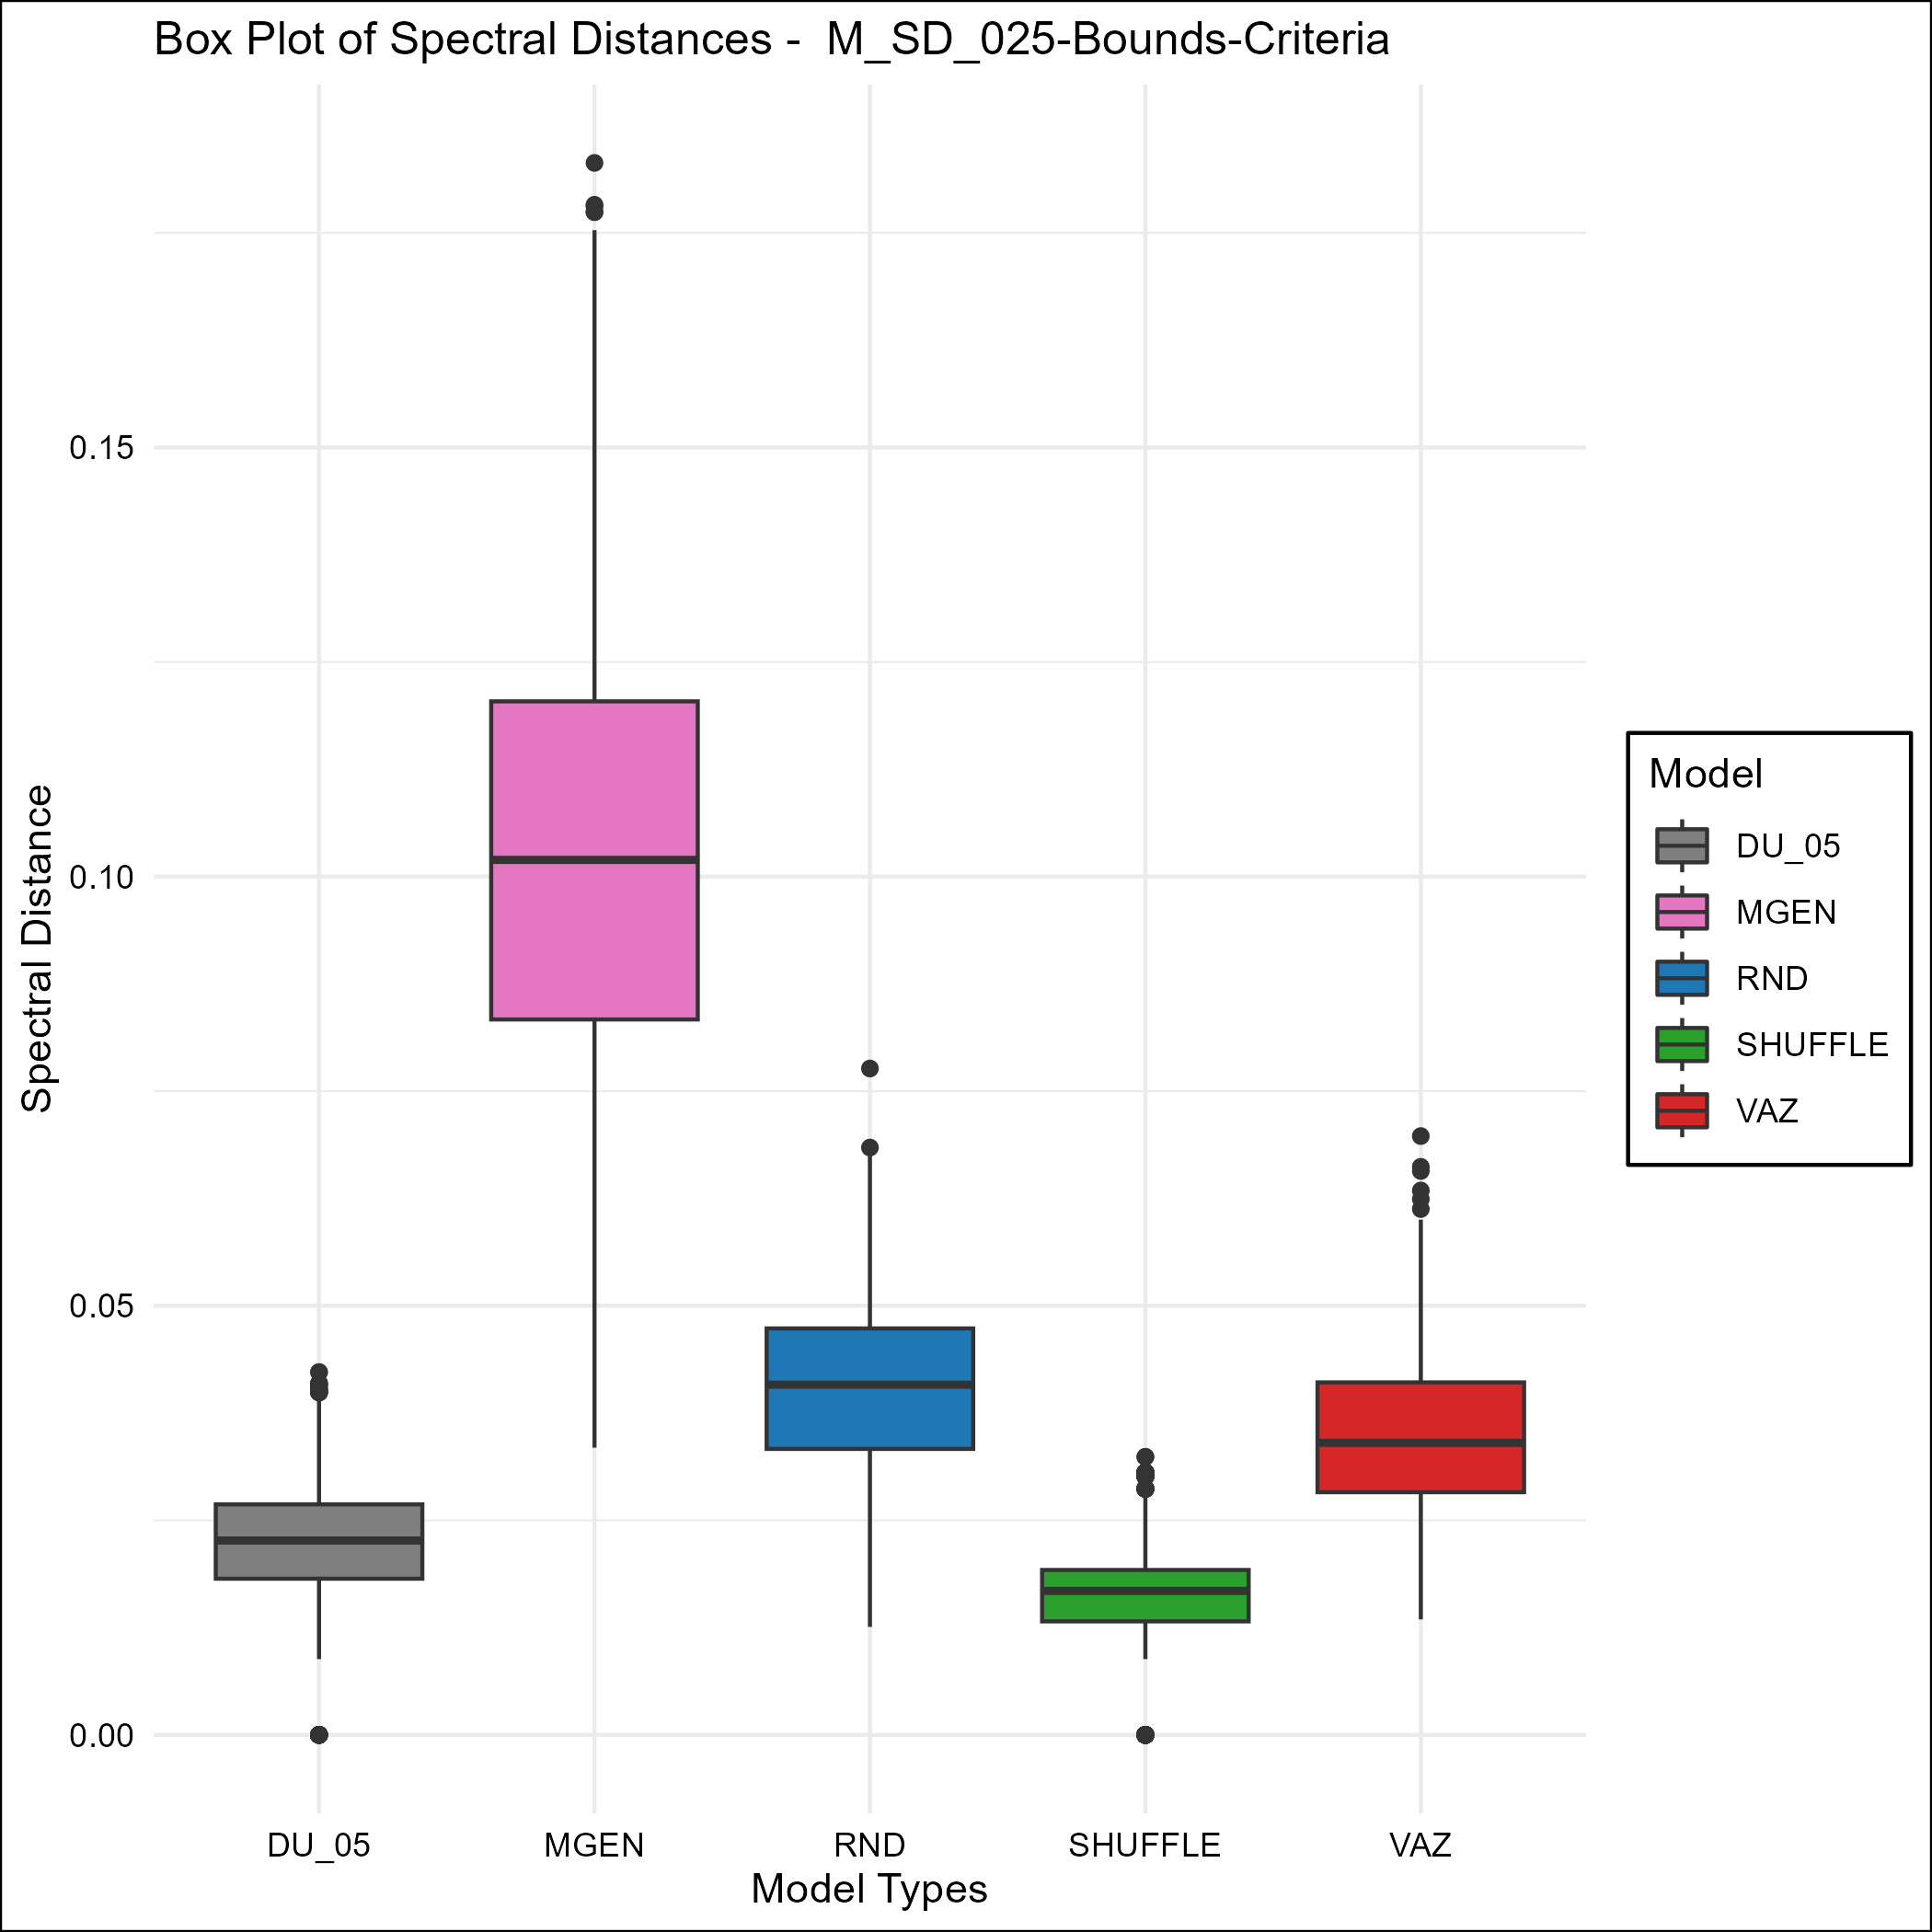 Box Plot of Spectral Distances -  M_SD_025-Bounds-Criteria
Spectral Distance
0.15
0.10
0.05
0.00
DU_05
MGEN
RND
SHUFFLE
VAZ
Model Types
Model
DU_05
MGEN
RND
SHUFFLE
VAZ